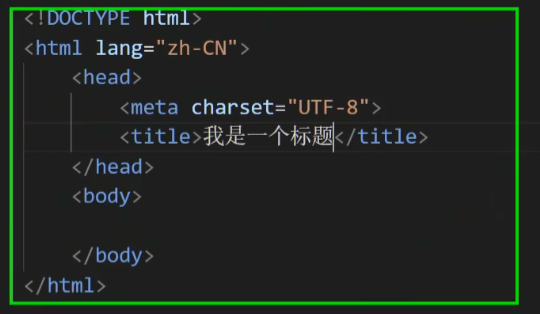 <!DOCTYPE html>
<html lang="zh-CN">
<head>
<meta charset="UTF-8">
<title>我是一个标题</title>
</head>
<body>
</body>
</html>